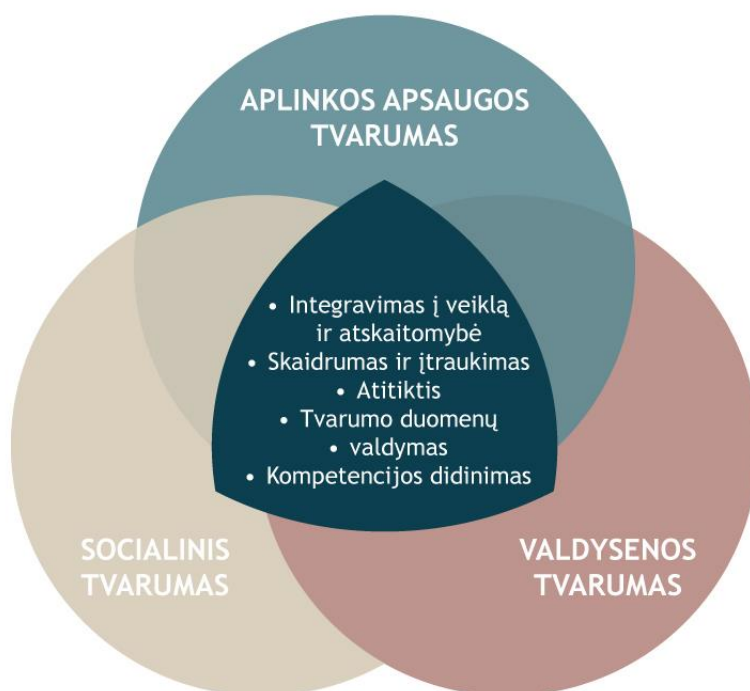 APLINKOS APSAUGOS
TVARUMAS
• Integravimas į veiklą
ir atskaitomybė
• Skaidrumas ir įtraukimas
• Atitiktis
• Tvarumo duomenų
• valdymas
• Kompetencijos didinimas
SOCIALINIS
TVARUMAS
VALDYSENOS
TVARUMAS